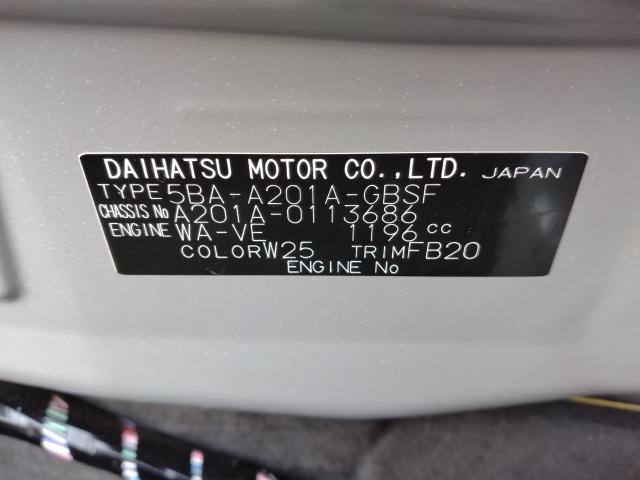 DAIHATSU MOTOR CO.,LTD. JAPAN
TYPE 5BA-A201A-GBSF
CHASSIS No A201A-0113686
ENGINE WA-VE 1196 cc
COLOR W25 TRIM FB20
ENGINE No